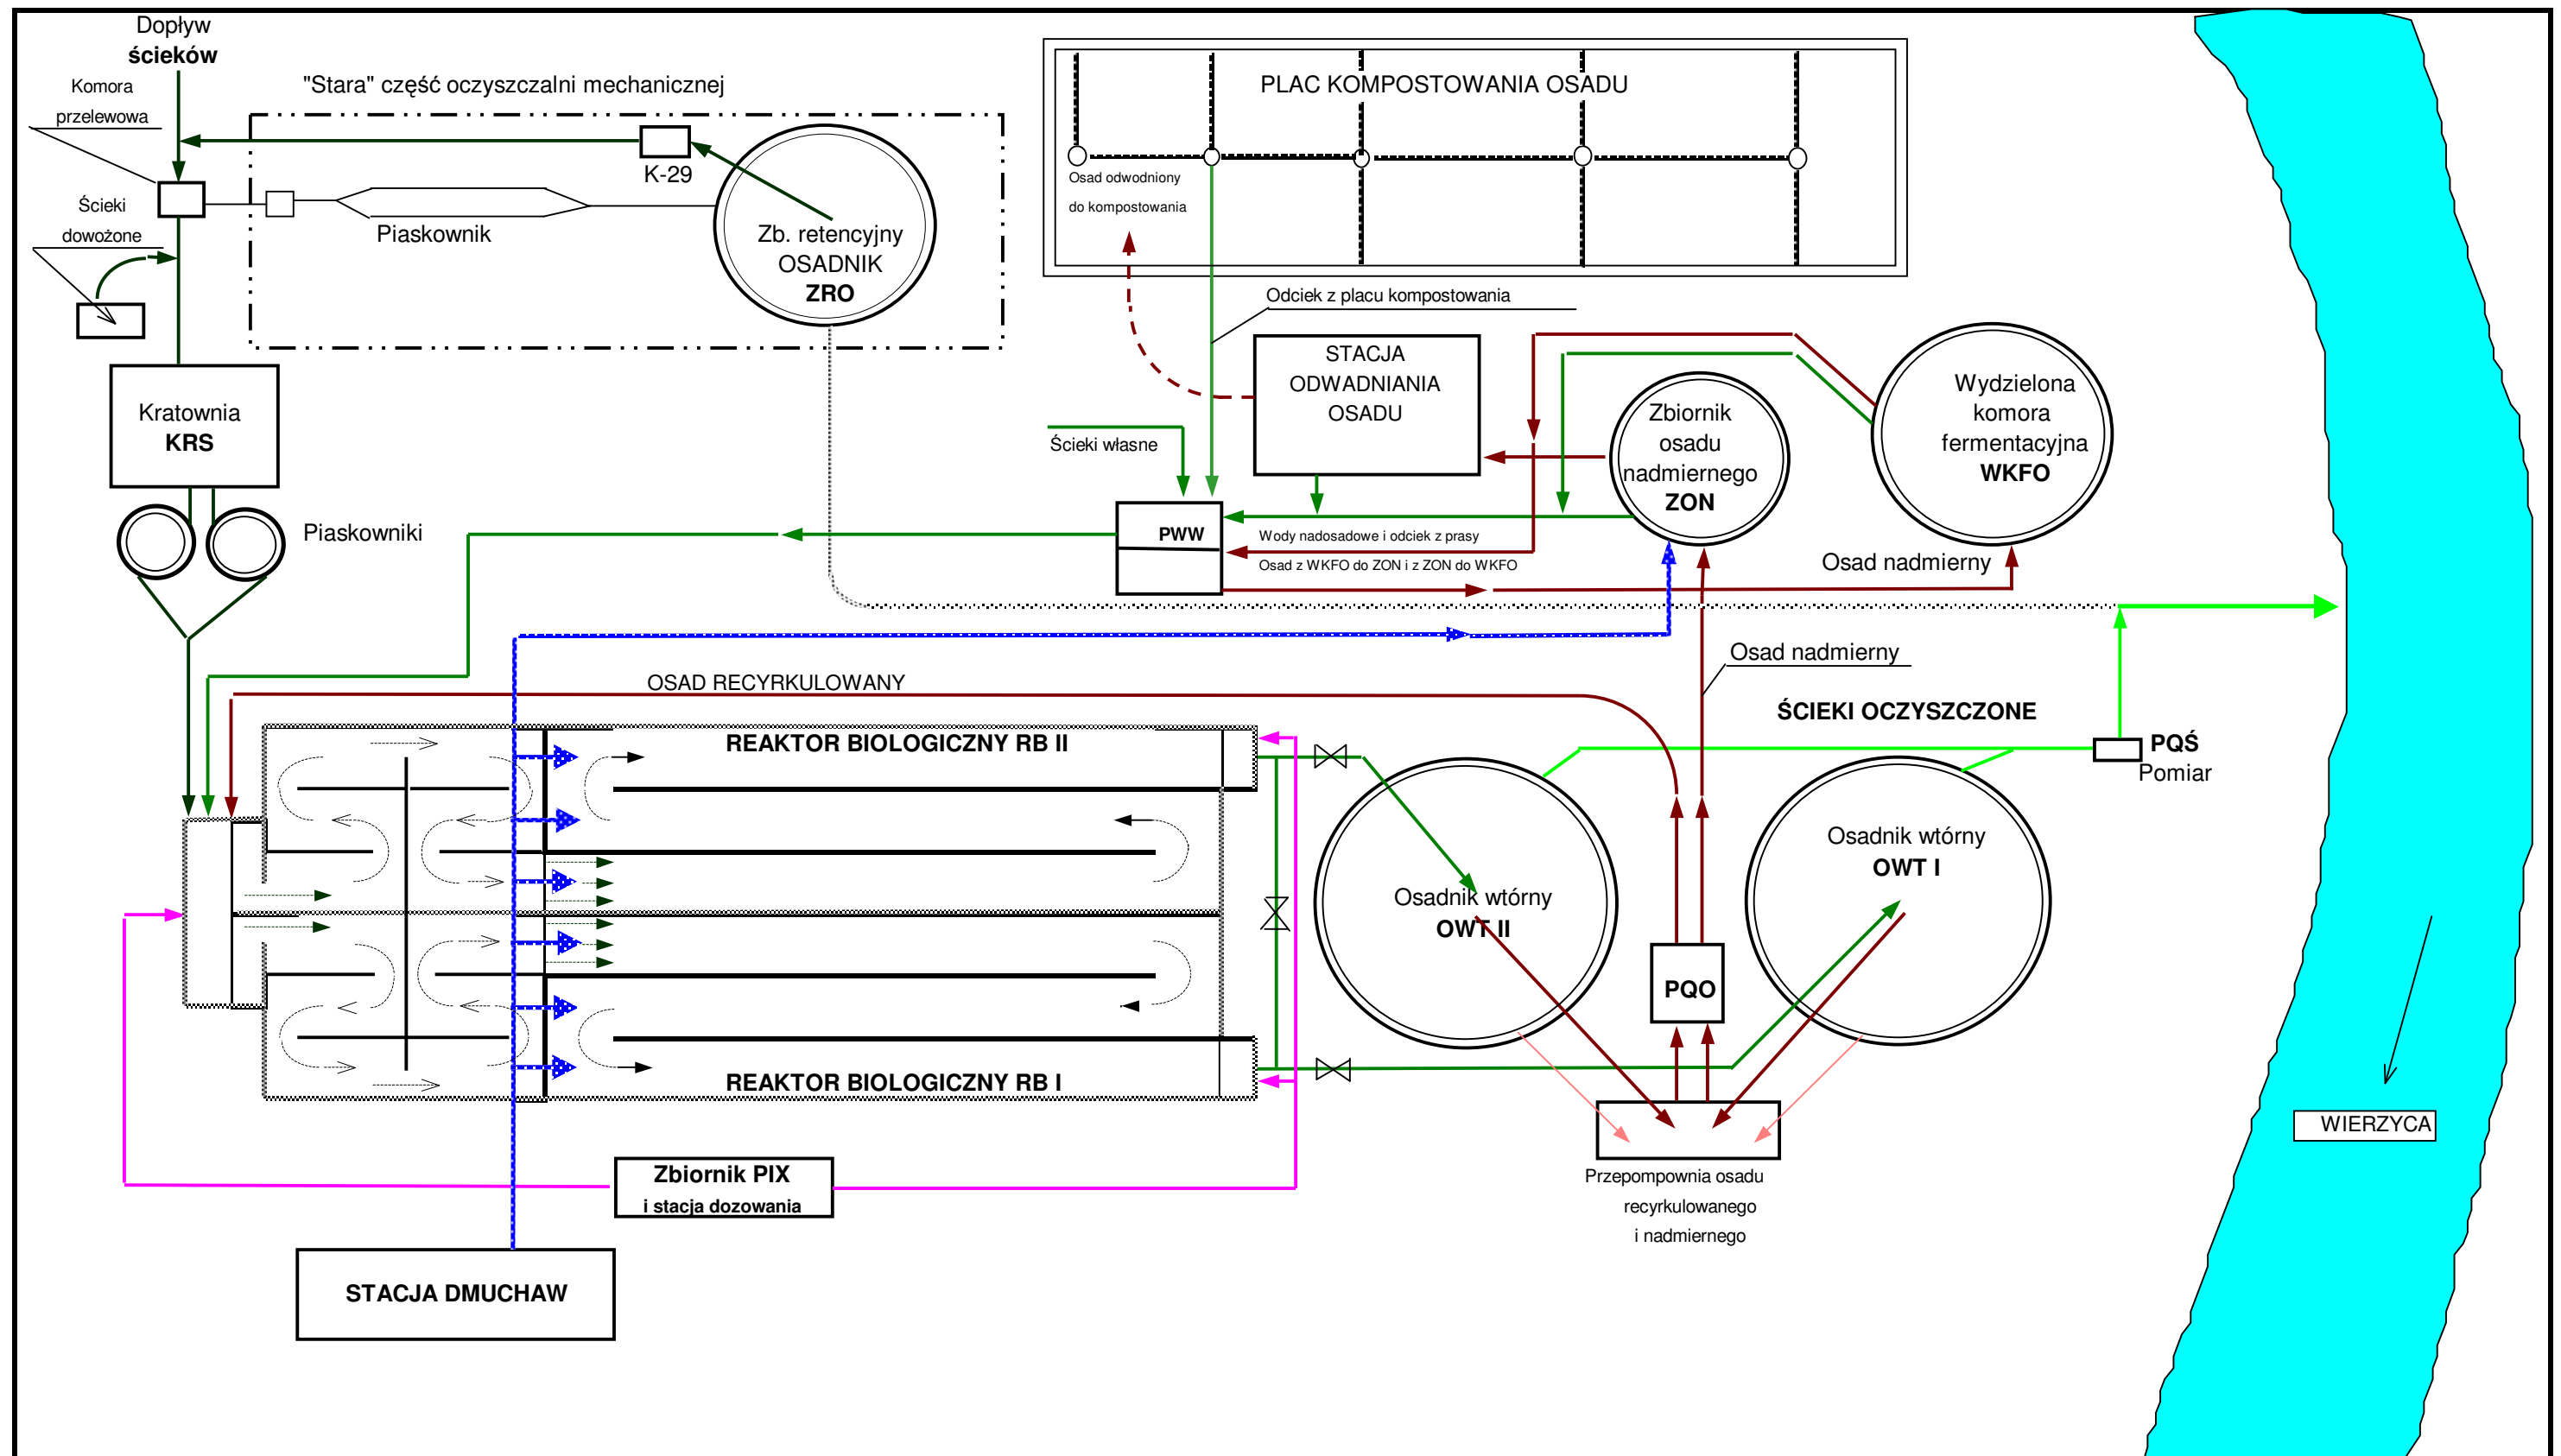 Dopływ
ścieków
Komora
przelewowa
"Stara" część oczyszczalni mechanicznej
K-29
Ścieki
dowożone
Piaskownik
Zb. retencyjny
OSADNIK
ZRO
PLAC KOMPOSTOWANIA OSADU
Osad odwodniony
do kompostowania
Odciek z placu kompostowania
STACJA
ODWADNIANIA
OSADU
Zbiornik
osadu
nadmiernego
ZON
Wydzielona
komora
fermentacyjna
WKFO
Kratownia
KRS
Ścieki własne
Piaskowniki
PWW
Wody nadosadowe i odciek z prasy
Osad z WKFO do ZON i z ZON do WKFO
Osad nadmierny
Osad nadmierny
OSAD RECYRKULOWANY
ŚCIEKI OCZYSZCZONE
REAKTOR BIOLOGICZNY RB II
PQŚ
Pomiar
Osadnik wtórny
OWT I
Osadnik wtórny
OWT II
PQO
REAKTOR BIOLOGICZNY RB I
WIERZYCA
Zbiornik PIX
i stacja dozowania
Przepompownia osadu
recyrkulowanego
i nadmiernego
STACJA DMUCHAW